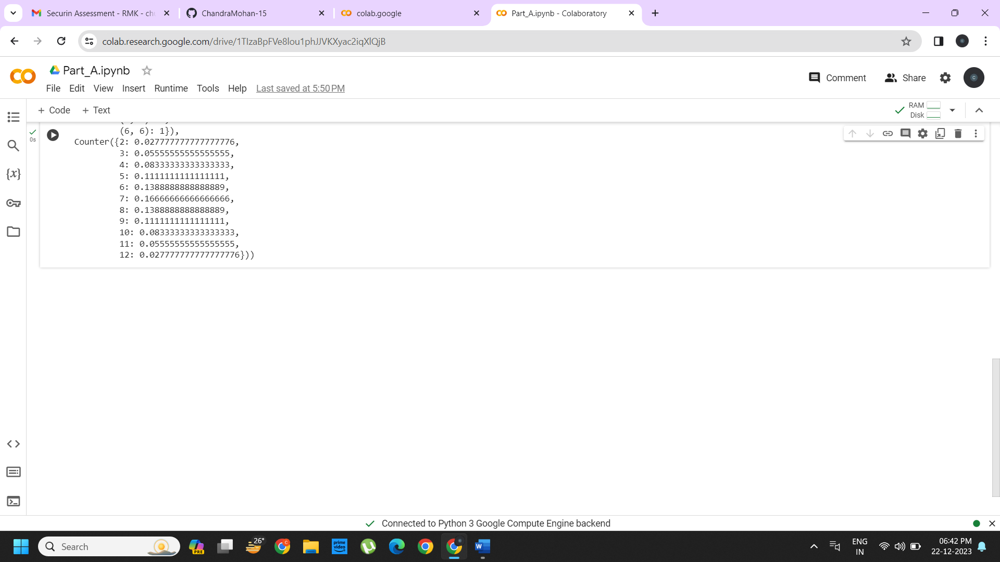 Securin Assessment - RMK - ch
ChandraMohan-15
colab.google
Part_A.ipynb - Colaboratory
colab.research.google.com/drive/1TIzaBpFVe8lou1phJJVKXyac2iqXlQjB
Part_A.ipynb
Comment
Share
File Edit View Insert Runtime Tools Help Last saved at 5:50 PM
+ Code + Text
RAM
Disk
0s
(6, 6): 1}),
Counter({2: 0.027777777777777776,
3: 0.05555555555555555,
4: 0.08333333333333333,
5: 0.1111111111111111,
6: 0.1388888888888889,
7: 0.16666666666666666,
8: 0.1388888888888889,
9: 0.1111111111111111,
10: 0.08333333333333333,
11: 0.05555555555555555,
12: 0.027777777777777776}))
{x}
Connected to Python 3 Google Compute Engine backend
Search
PRE
26°
prime video
ENG
IN
06:42 PM
22-12-2023